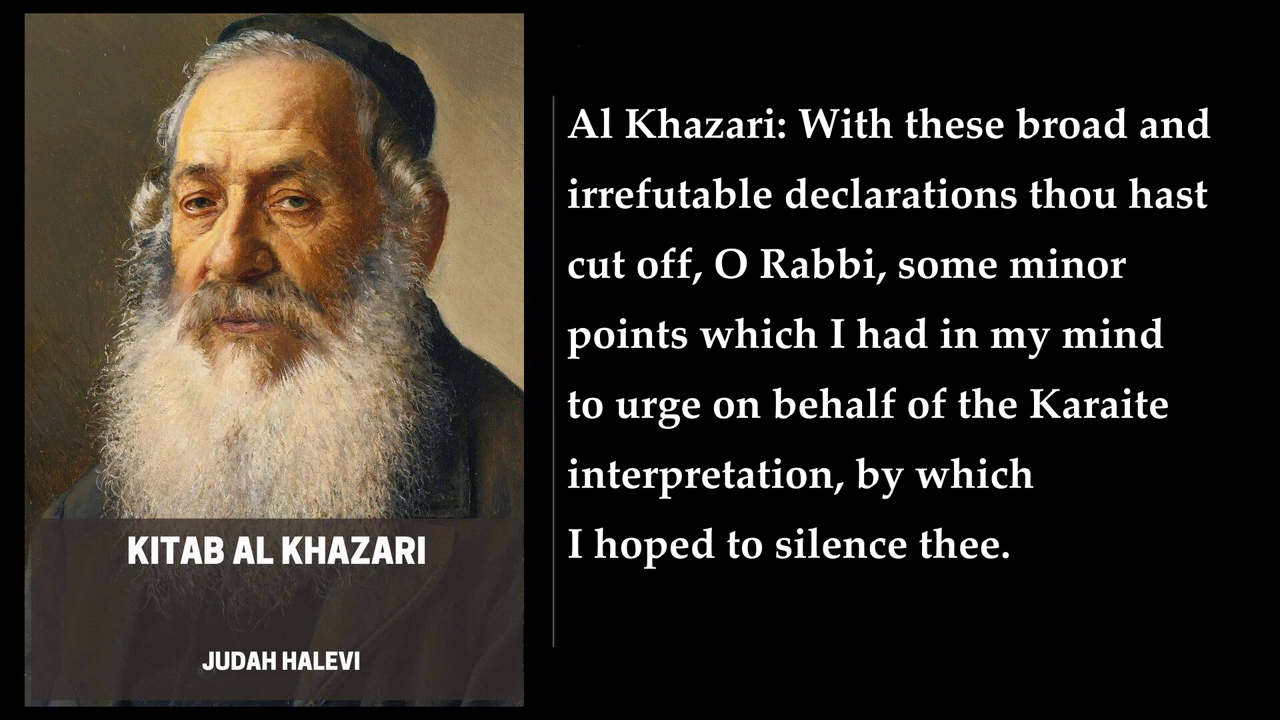 KITAB AL KHAZARI
JUDAH HALEVI
Al Khazari: With these broad and
irrefutable declarations thou hast
cut off, O Rabbi, some minor
points which I had in my mind
to urge on behalf of the Karaite
interpretation, by which
I hoped to silence thee.